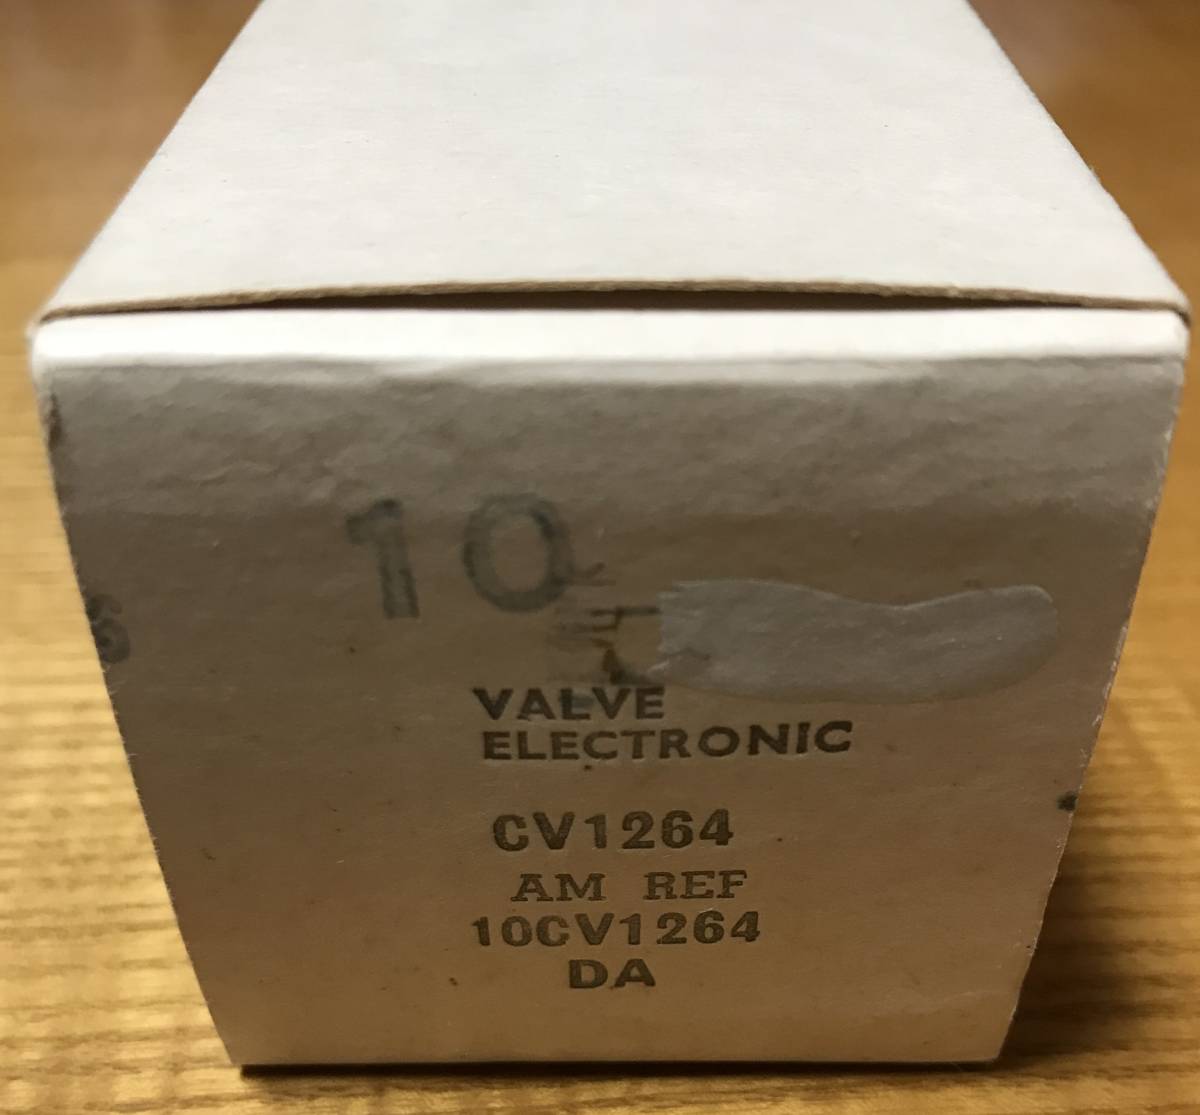 10
VALVE
ELECTRONIC
CV1264
AM REF
10CV1264
DA